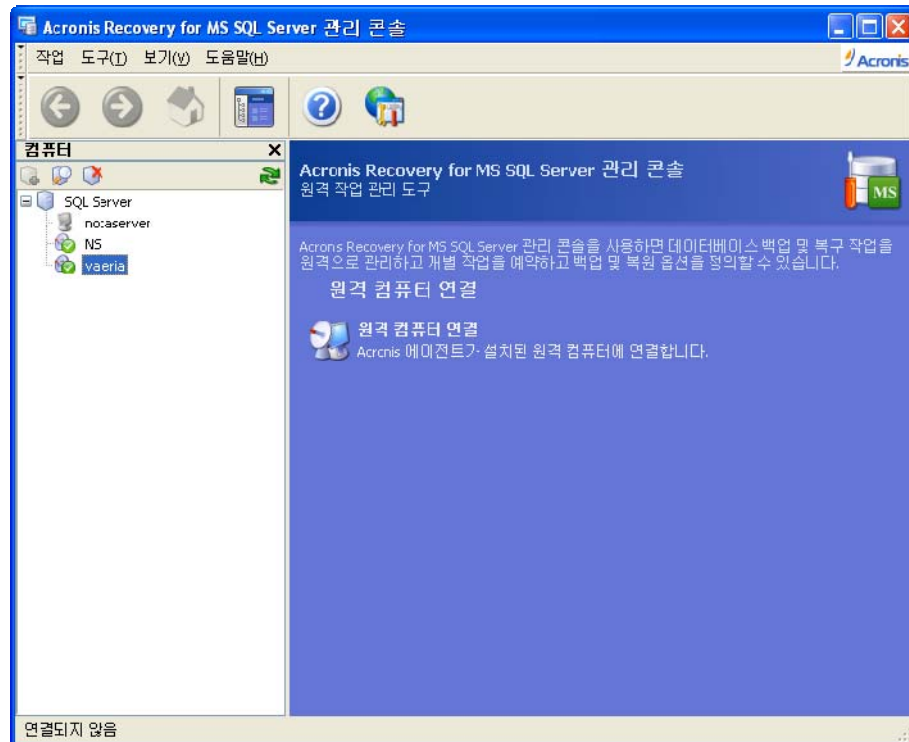 Acronis Recovery for MS SQL Server 관리 콘솔
작업 도구(T) 보기(V) 도움말(H)
Acronis
컴퓨터
SQL Server
no:aserver
NS
vaeria
Acronis Recovery for MS SQL Server 관리 콘솔
원격 작업 관리 도구
MS
Acrons Recovery for MS SQL Server 관리 콘솔을 사용하면 데이터베이스 백업 및 복구 작업을
원격으로 관리하고 개별 작업을 예약하고 백업 및 복원 옵션을 정의할 수 있습니다.
원격 컴퓨터 연결
원격 컴퓨터 연결
Acrcnis 에이전트가 설치된 원격 컴퓨터에 연결합니다.
연결되지 않음